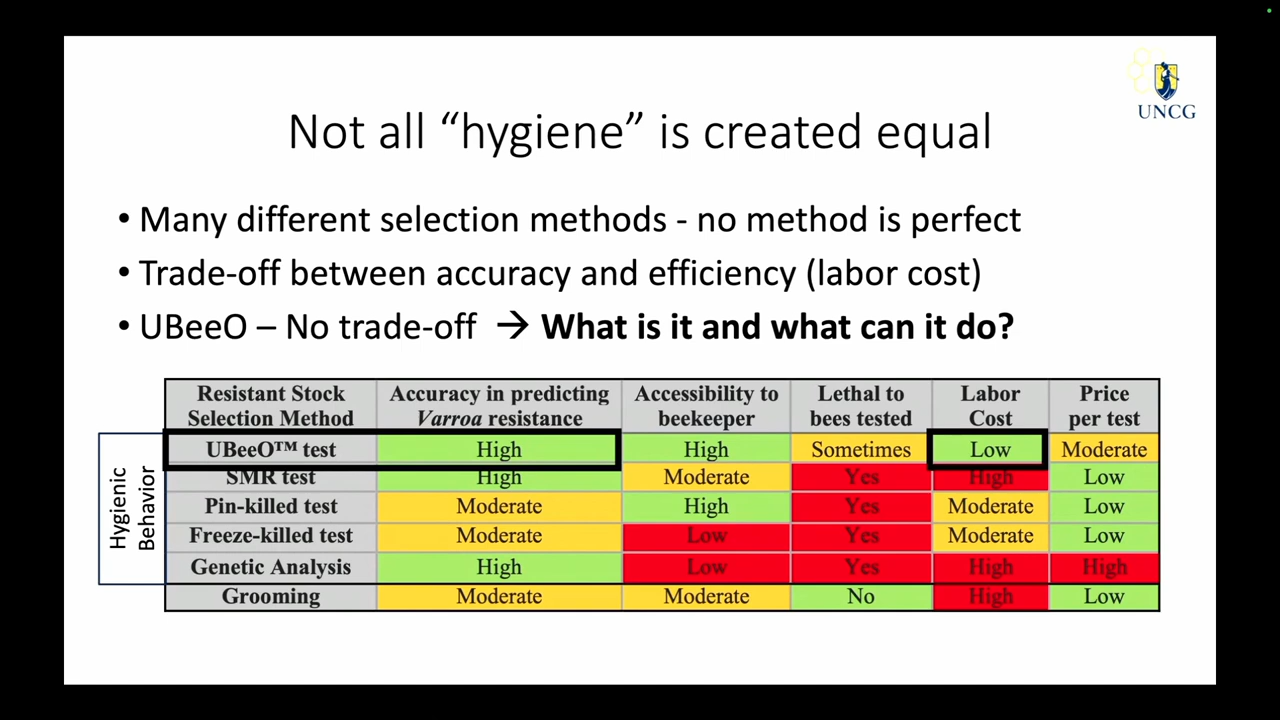 UNCG
Not all “hygiene” is created equal
• Many different selection methods - no method is perfect
• Trade-off between accuracy and efficiency (labor cost)
• UBeeO – No trade-off → What is it and what can it do?
Resistant Stock Selection Method Accuracy in predicting Varroa resistance Accessibility to beekeeper Lethal to bees tested Labor Cost Price per test
Hygienic Behavior
UBeeO™ test High High Sometimes Low Moderate
SMR test High Moderate Yes High Low
Pin-killed test Moderate High Yes Moderate Low
Freeze-killed test Moderate Low Yes Moderate Low
Genetic Analysis High Low Yes High High
Grooming Moderate Moderate No High Low